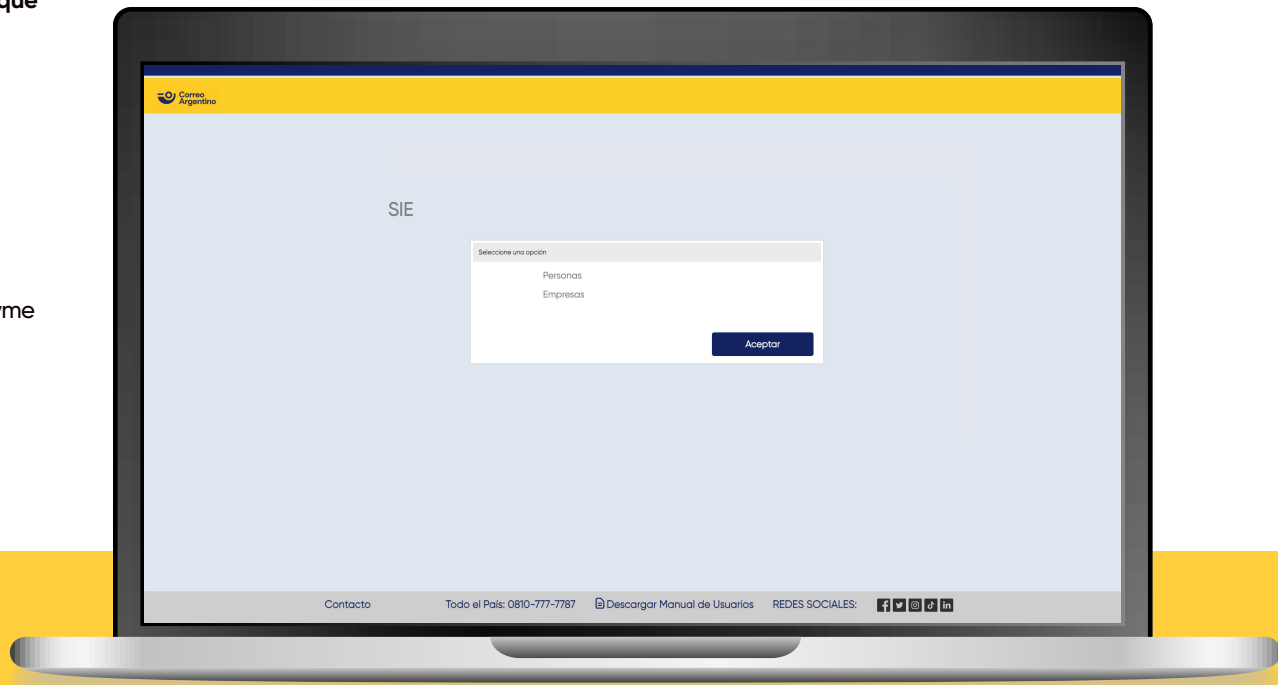 que
yme
Correo
Argentino
SIE
Seleccione una opción
Personas
Empresas
Aceptar
Contacto
Todo el País: 0810-777-7787
Descargar Manual de Usuarios
REDES SOCIALES: